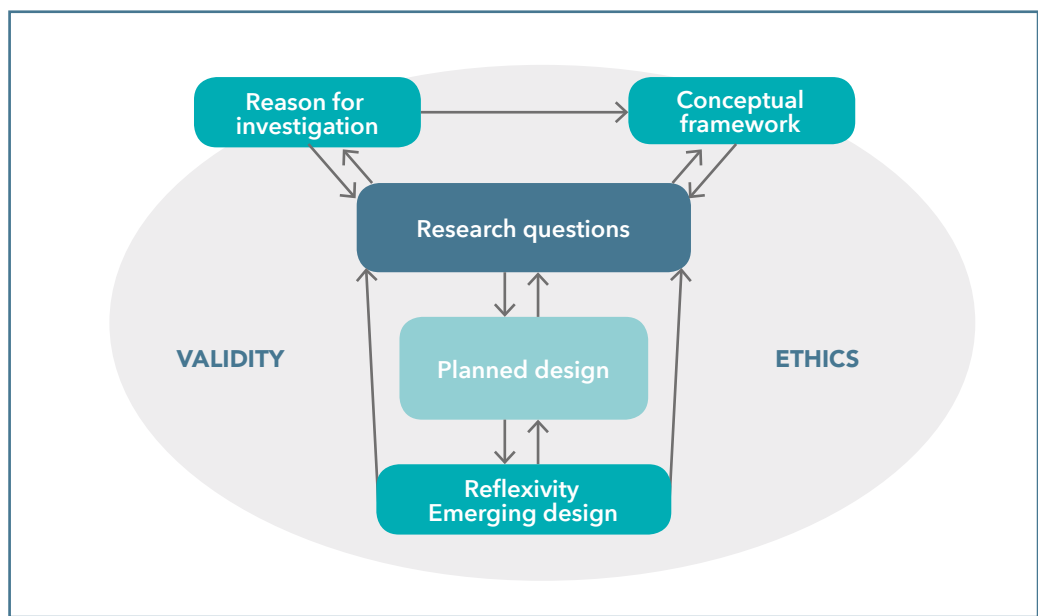 Reason for
investigation
Conceptual
framework
Research questions
VALIDITY
Planned design
ETHICS
Reflexivity
Emerging design